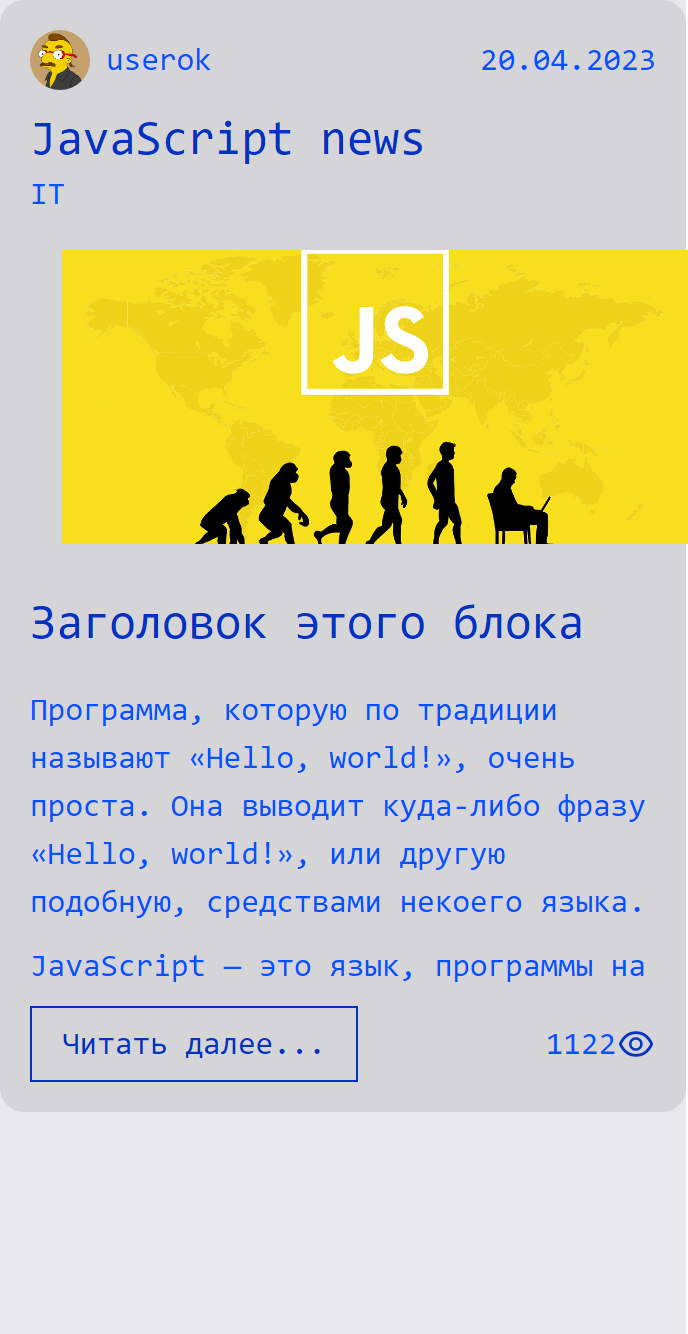 userok 20.04.2023
JavaScript news
IT
JS
Заголовок этого блока
Программа, которую по традиции
называют «Hello, world!», очень
проста. Она выводит куда-либо фразу
«Hello, world!», или другую
подобную, средствами некоего языка.
JavaScript – это язык, программы на
Читать далее... 1122